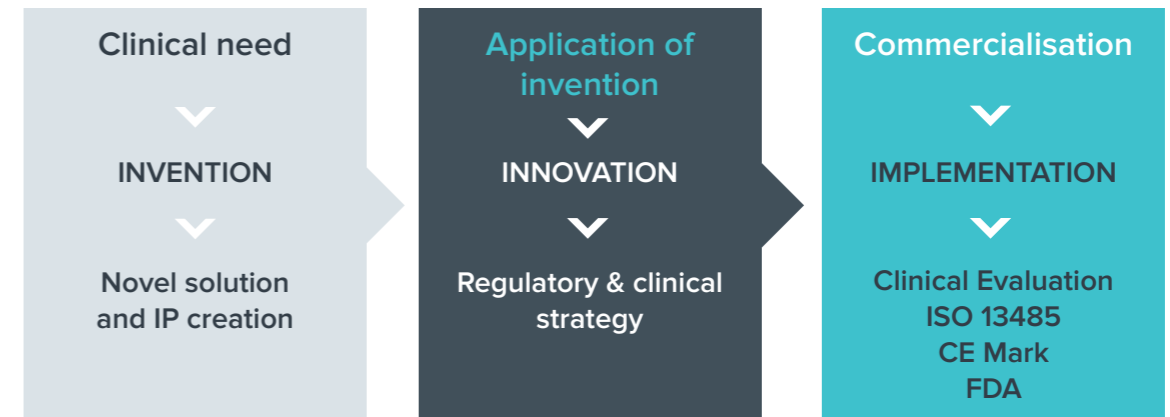 Clinical need
INVENTION
Novel solution
and IP creation
Application of
invention
INNOVATION
Regulatory & clinical
strategy
Commercialisation
IMPLEMENTATION
Clinical Evaluation
ISO 13485
CE Mark
FDA